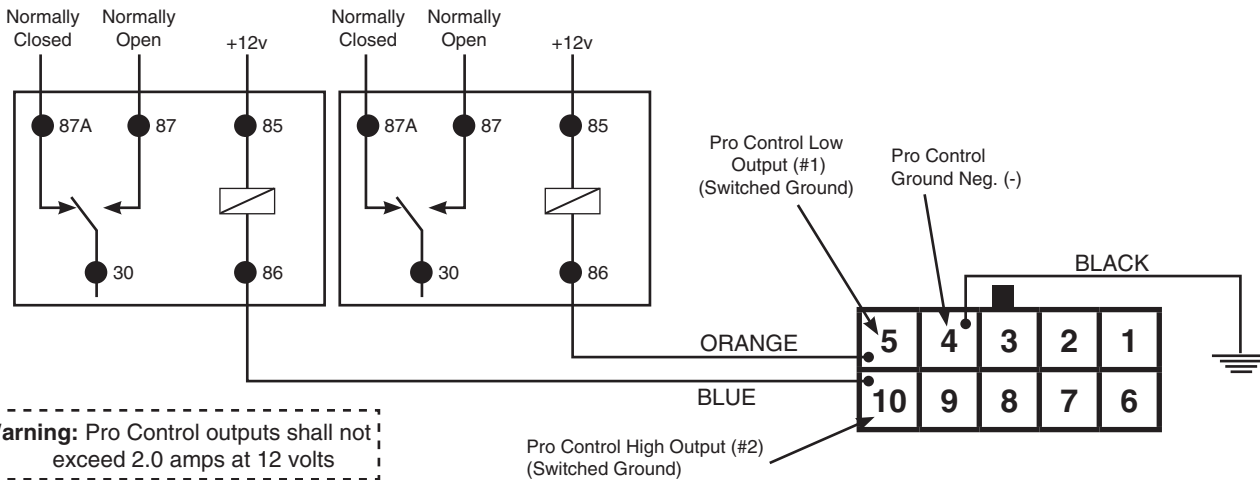 Normally
Closed
Normally
Open
+12v
Normally
Closed
Normally
Open
+12v
87A
87
85
30
86
87A
87
85
30
86
Pro Control Low
Output (#1)
(Switched Ground)
Pro Control
Ground Neg. (-)
BLACK
ORANGE
BLUE
5 4 3 2 1
10 9 8 7 6
Pro Control High Output (#2)
(Switched Ground)
arning: Pro Control outputs shall not
exceed 2.0 amps at 12 volts